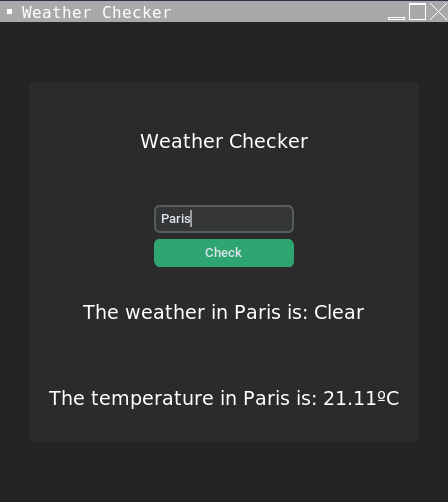 Weather Checker
Weather Checker
Paris
Check
The weather in Paris is: Clear
The temperature in Paris is: 21.11ºC